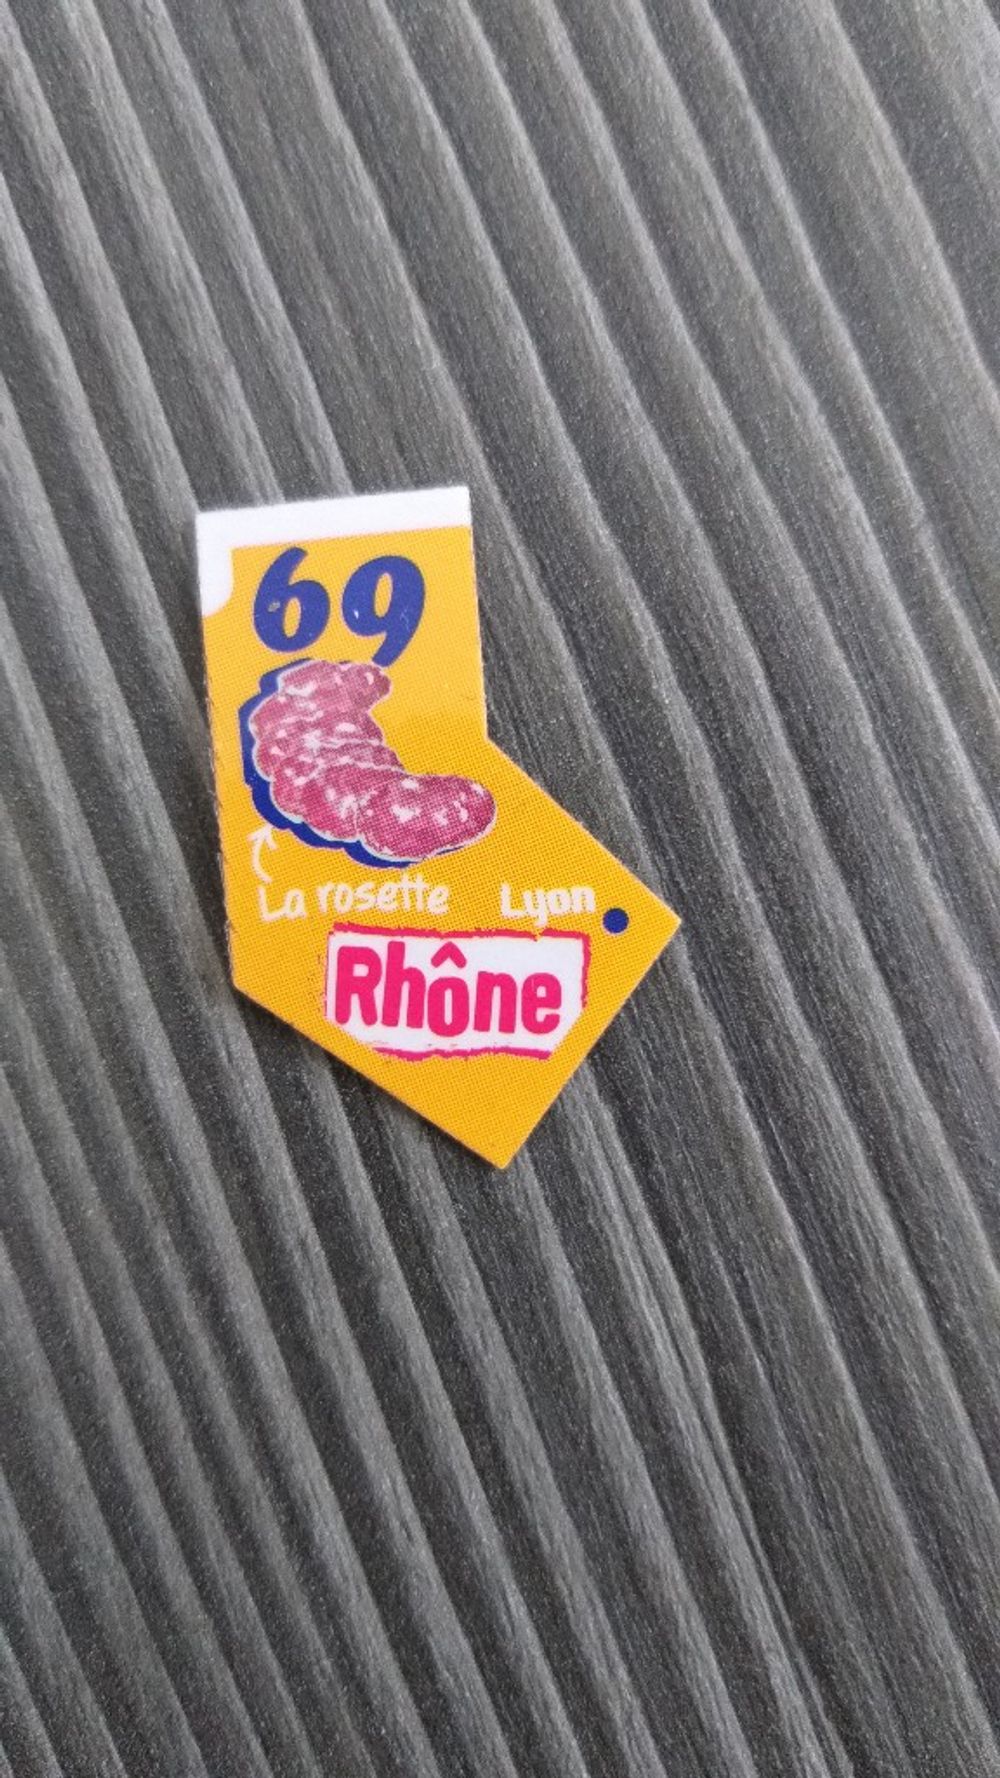 69
La rosette
Lyon
Rhône